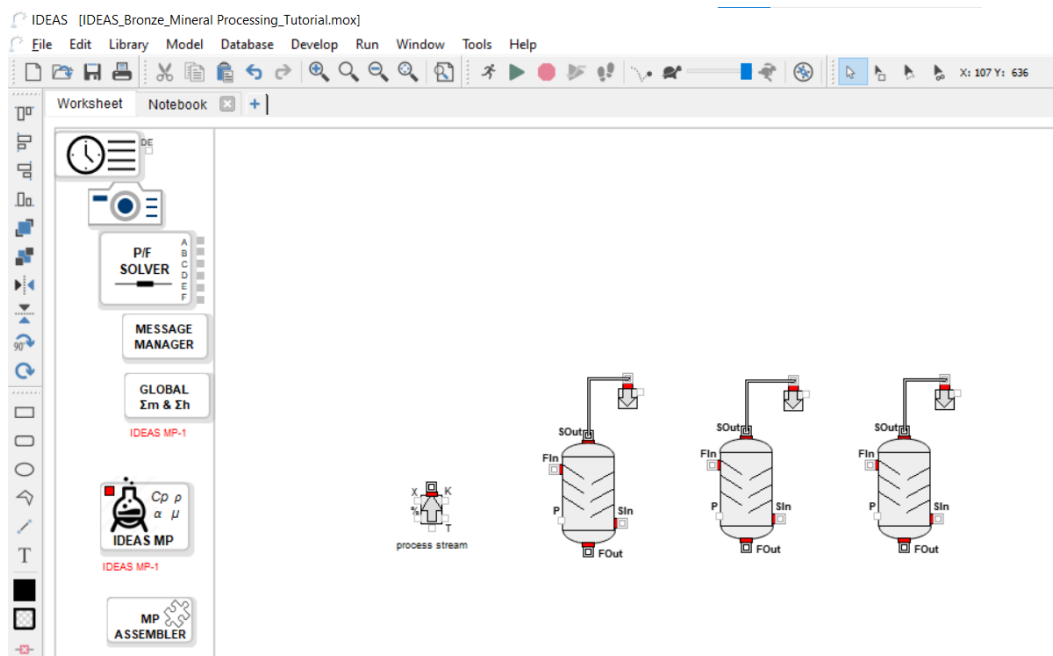 IDEAS [IDEAS_Bronze_Mineral Processing_Tutorial.mox]
File Edit Library Model Database Develop Run Window Tools Help
X: 107 Y: 636
Worksheet Notebook +
DE
P/F
SOLVER
A
B
C
D
E
F
MESSAGE
MANAGER
GLOBAL
Σm & Σh
IDEAS MP-1
Cp ρ
α μ
IDEAS MP
IDEAS MP-1
MP
ASSEMBLER
90°
T
X K
%
T
process stream
SOut
FIn
P
SIn
FOut
SOut
FIn
P
SIn
FOut
SOut
FIn
P
SIn
FOut